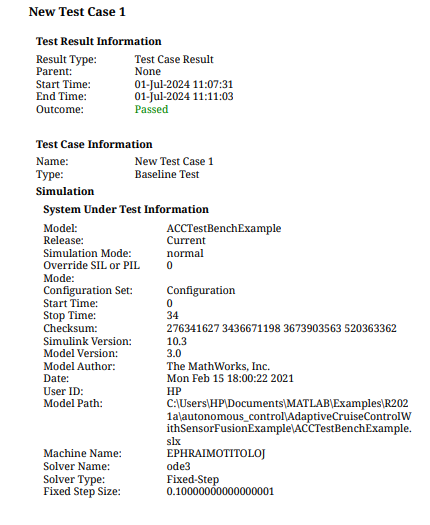 New Test Case 1
Test Result Information
Result Type: Test Case Result
Parent: None
Start Time: 01-Jul-2024 11:07:31
End Time: 01-Jul-2024 11:11:03
Outcome: Passed
Test Case Information
Name: New Test Case 1
Type: Baseline Test
Simulation
System Under Test Information
Model: ACCTestBenchExample
Release: Current
Simulation Mode: normal
Override SIL or PIL 0
Mode:
Configuration Set: Configuration
Start Time: 0
Stop Time: 34
Checksum: 276341627 3436671198 3673903563 520363362
Simulink Version: 10.3
Model Version: 3.0
Model Author: The MathWorks, Inc.
Date: Mon Feb 15 18:00:22 2021
User ID: HP
Model Path: C:\Users\HP\Documents\MATLAB\Examples\R202
1a\autonomous_control\AdaptiveCruiseControlW
ithSensorFusionExample\ACCTestBenchExample.
slx
Machine Name: EPHRAIMOTITOLOJ
Solver Name: ode3
Solver Type: Fixed-Step
Fixed Step Size: 0.10000000000000001